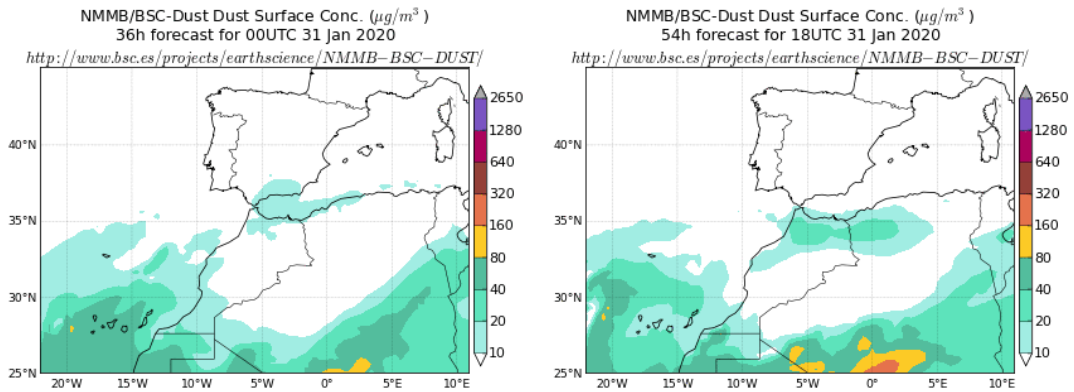 NMMB/BSC-Dust Dust Surface Conc. (μg/m³ )
36h forecast for 00UTC 31 Jan 2020
http://www.bsc.es/projects/earthscience/NMMB−BSC−DUST/
40°N
35°N
30°N
25°N
20°W 15°W 10°W 5°W 0°E 5°E 10°E
2650
1280
640
320
160
80
40
20
10
NMMB/BSC-Dust Dust Surface Conc. (μg/m³ )
54h forecast for 18UTC 31 Jan 2020
http://www.bsc.es/projects/earthscience/NMMB−BSC−DUST/
40°N
35°N
30°N
25°N
20°W 15°W 10°W 5°W 0°E 5°E 10°E
2650
1280
640
320
160
80
40
20
10